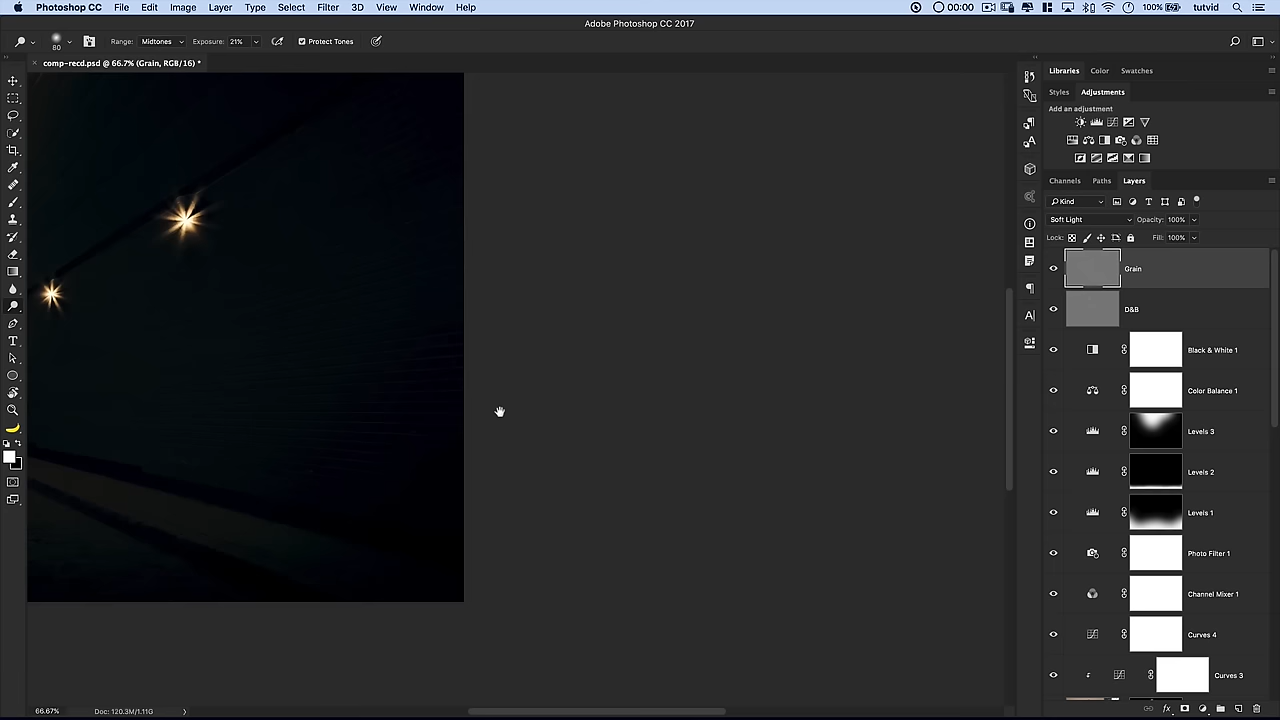 Photoshop CC File Edit Image Layer Type Select Filter 3D View Window Help 00:00 100% tutvid
Adobe Photoshop CC 2017
80 Range: Midtones Exposure: 21% Protect Tones
comp-recd.psd @ 66.7% (Grain, RGB/16) *
Libraries Color Swatches
Styles Adjustments
Add an adjustment
Channels Paths Layers
Kind
Soft Light Opacity: 100%
Lock: Fill: 100%
Grain
D&B
Black & White 1
Color Balance 1
Levels 3
Levels 2
Levels 1
Photo Filter 1
Channel Mixer 1
Curves 4
Curves 3
66.67% Doc: 120.3M/1.11G